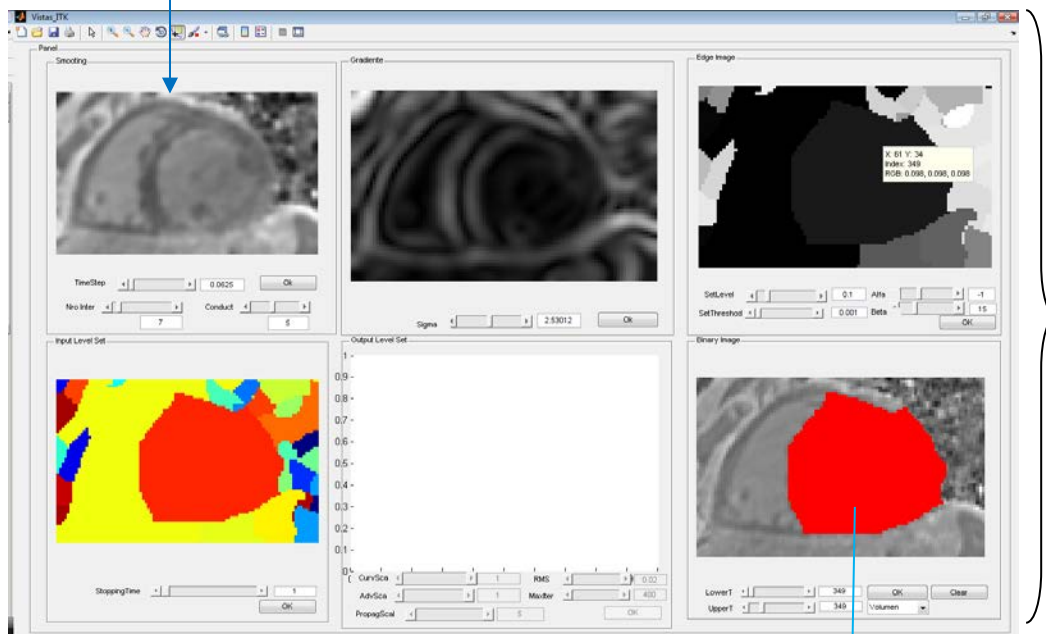 Vistas_ITK
Panel
Smooting
TimeStep
0.0625
Ok
Nro Inter
Conduct
7
5
Gradiente
Sigma
2.53012
Ok
Edge Image
X: 61 Y: 34
Index: 349
RGB: 0.098, 0.098, 0.098
SetLevel
0.1
Alfa
-1
SetThreshod
0.001
Beta
15
OK
Input Level Set
StoppingTime
1
OK
Output Level Set
1
0.9
0.8
0.7
0.6
0.5
0.4
0.3
0.2
0.1
0
CurvSca
1
RMS
0.02
AdvSca
1
MaxIter
400
PropagScal
5
OK
Binary Image
LowerT
349
OK
Clear
UpperT
349
Volumen